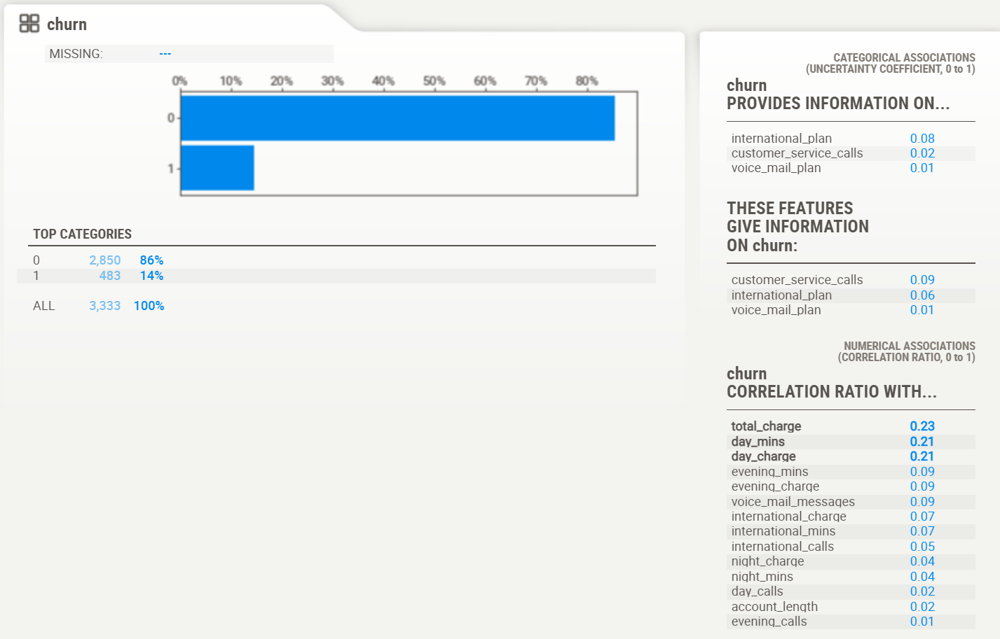 churn
MISSING: ---
0% 10% 20% 30% 40% 50% 60% 70% 80%
0
1
TOP CATEGORIES
0 2,850 86%
1 483 14%
ALL 3,333 100%
CATEGORICAL ASSOCIATIONS
(UNCERTAINTY COEFFICIENT, 0 to 1)
churn
PROVIDES INFORMATION ON...
international_plan 0.08
customer_service_calls 0.02
voice_mail_plan 0.01
THESE FEATURES
GIVE INFORMATION
ON churn:
customer_service_calls 0.09
international_plan 0.06
voice_mail_plan 0.01
NUMERICAL ASSOCIATIONS
(CORRELATION RATIO, 0 to 1)
churn
CORRELATION RATIO WITH...
total_charge 0.23
day_mins 0.21
day_charge 0.21
evening_mins 0.09
evening_charge 0.09
voice_mail_messages 0.09
international_charge 0.07
international_mins 0.07
international_calls 0.05
night_charge 0.04
night_mins 0.04
day_calls 0.02
account_length 0.02
evening_calls 0.01